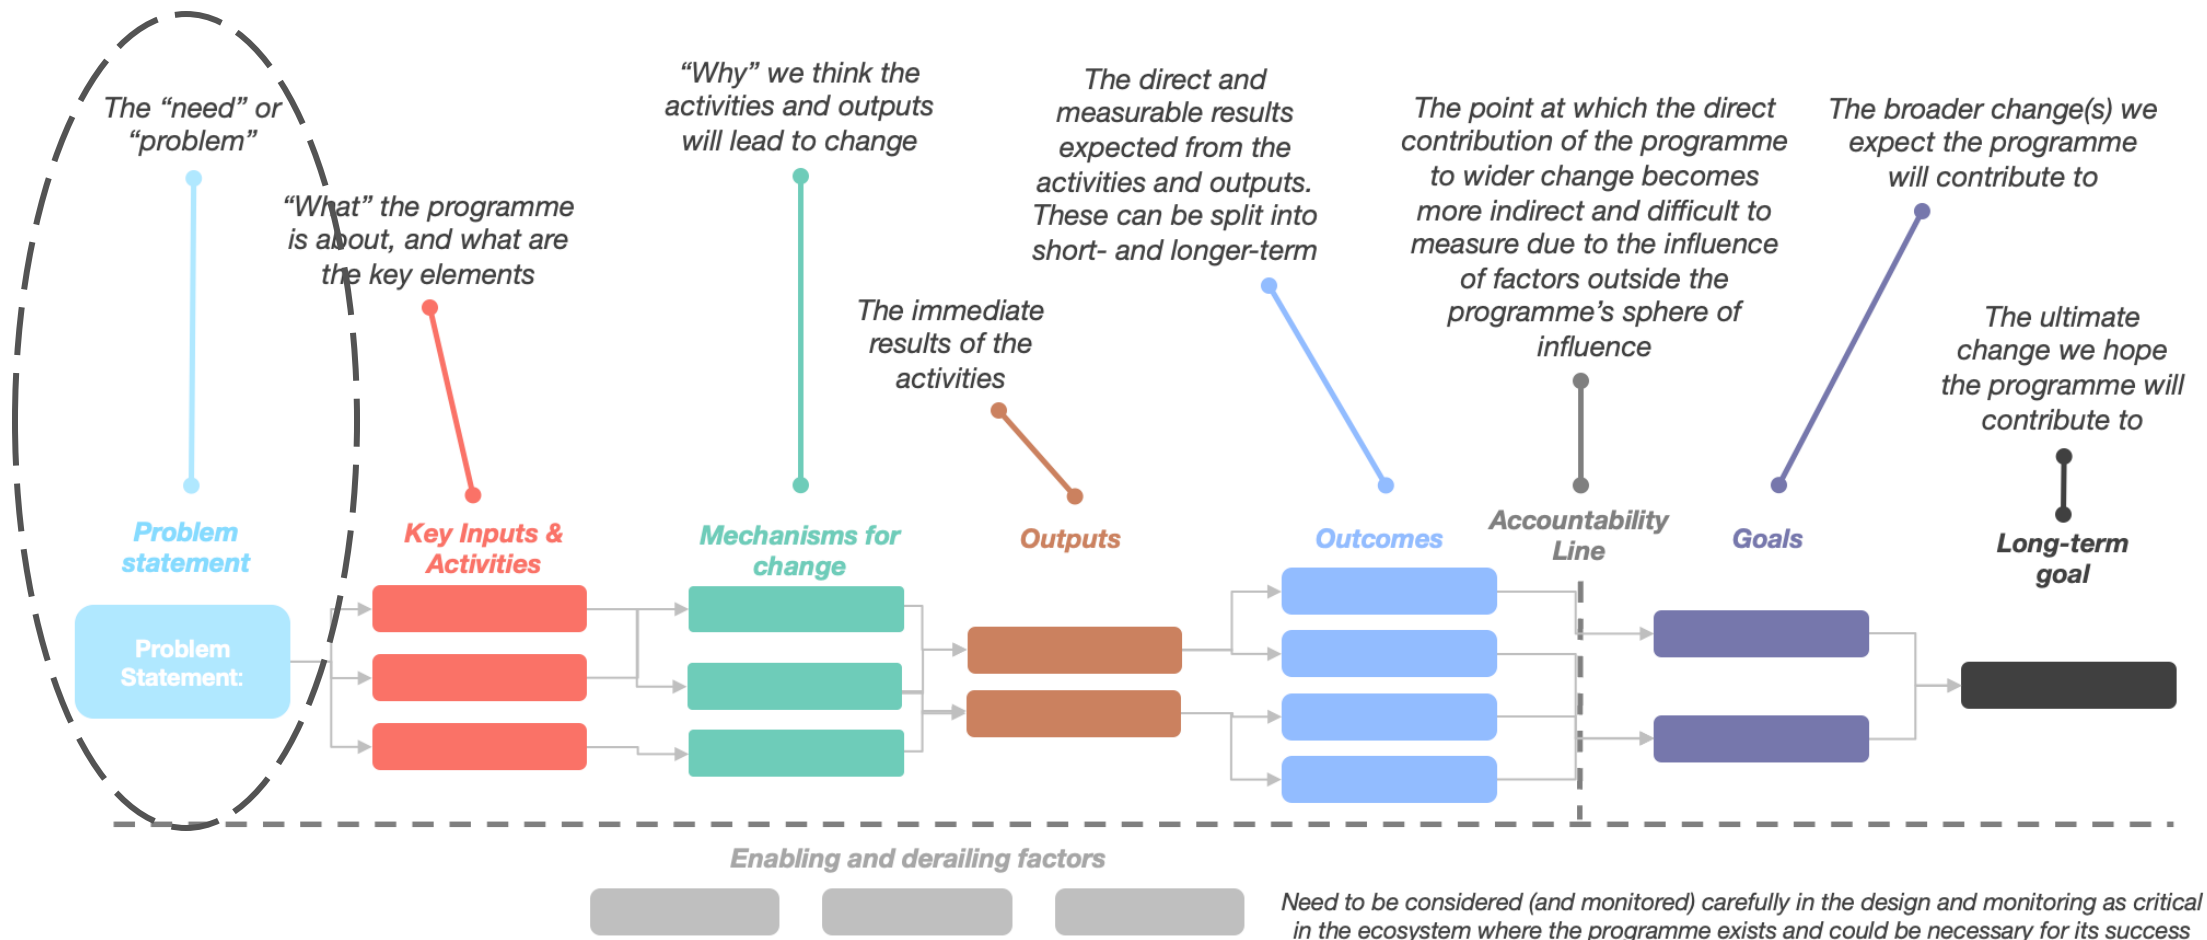 The “need” or
“problem”
“What” the programme
is about, and what are
the key elements
“Why” we think the
activities and outputs
will lead to change
The immediate
results of the
activities
The direct and
measurable results
expected from the
activities and outputs.
These can be split into
short- and longer-term
The point at which the direct
contribution of the programme
to wider change becomes
more indirect and difficult to
measure due to the influence
of factors outside the
programme’s sphere of
influence
The broader change(s) we
expect the programme
will contribute to
The ultimate
change we hope
the programme will
contribute to
Problem
statement
Key Inputs &
Activities
Mechanisms for
change
Outputs
Outcomes
Accountability
Line
Goals
Long-term
goal
Problem
Statement:
Enabling and derailing factors
Need to be considered (and monitored) carefully in the design and monitoring as critical
in the ecosystem where the programme exists and could be necessary for its success